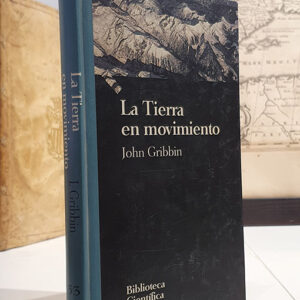 La Tierra
en movimiento
John Gribbin
Biblioteca
Científica
La Tierra
en movimiento
J. Gribbin